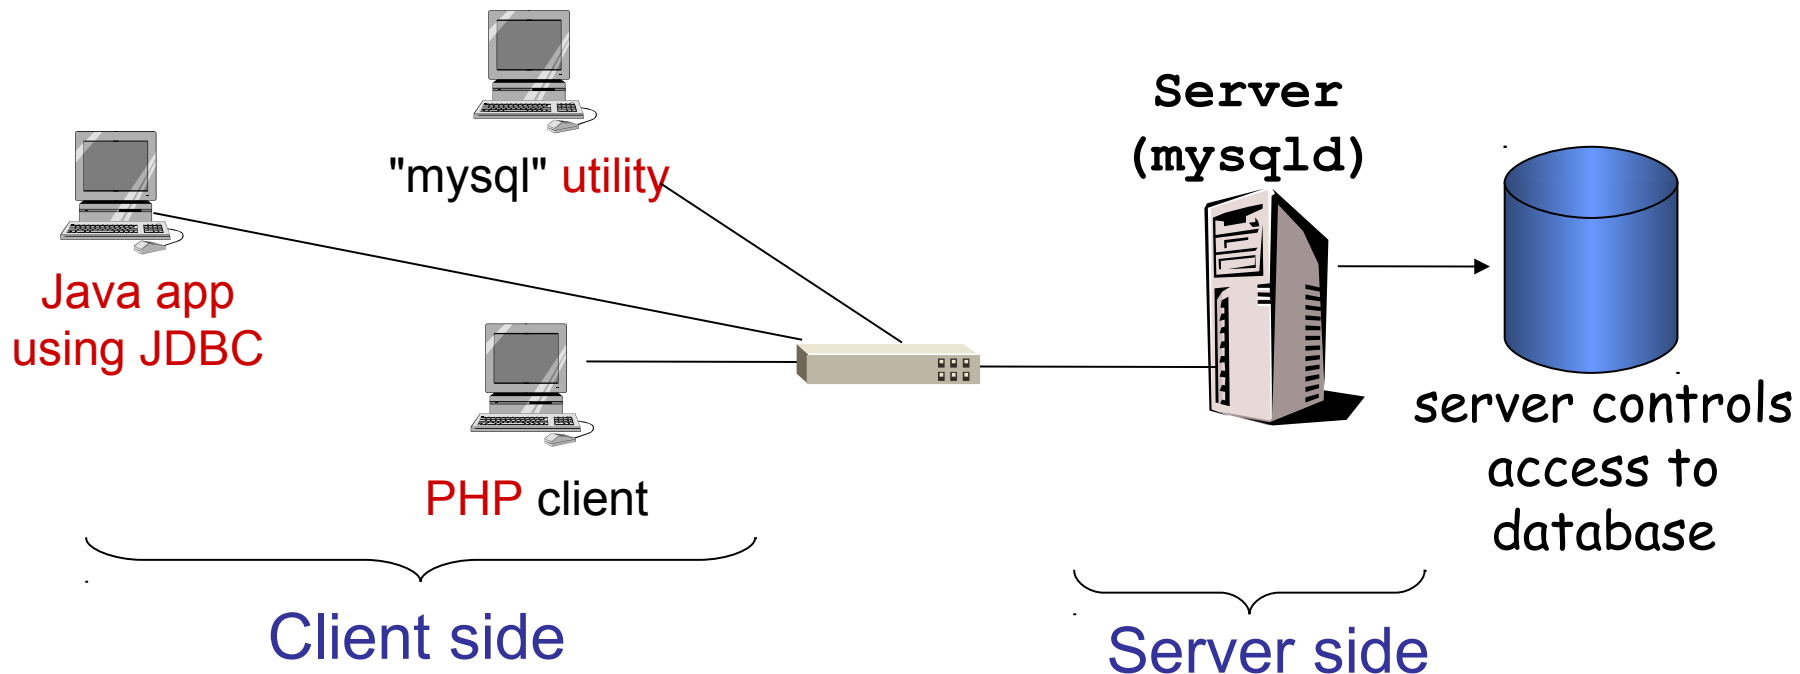 "mysql" utility
Java app
using JDBC
PHP client
Client side
Server
(mysqld)
server controls
access to
database
Server side